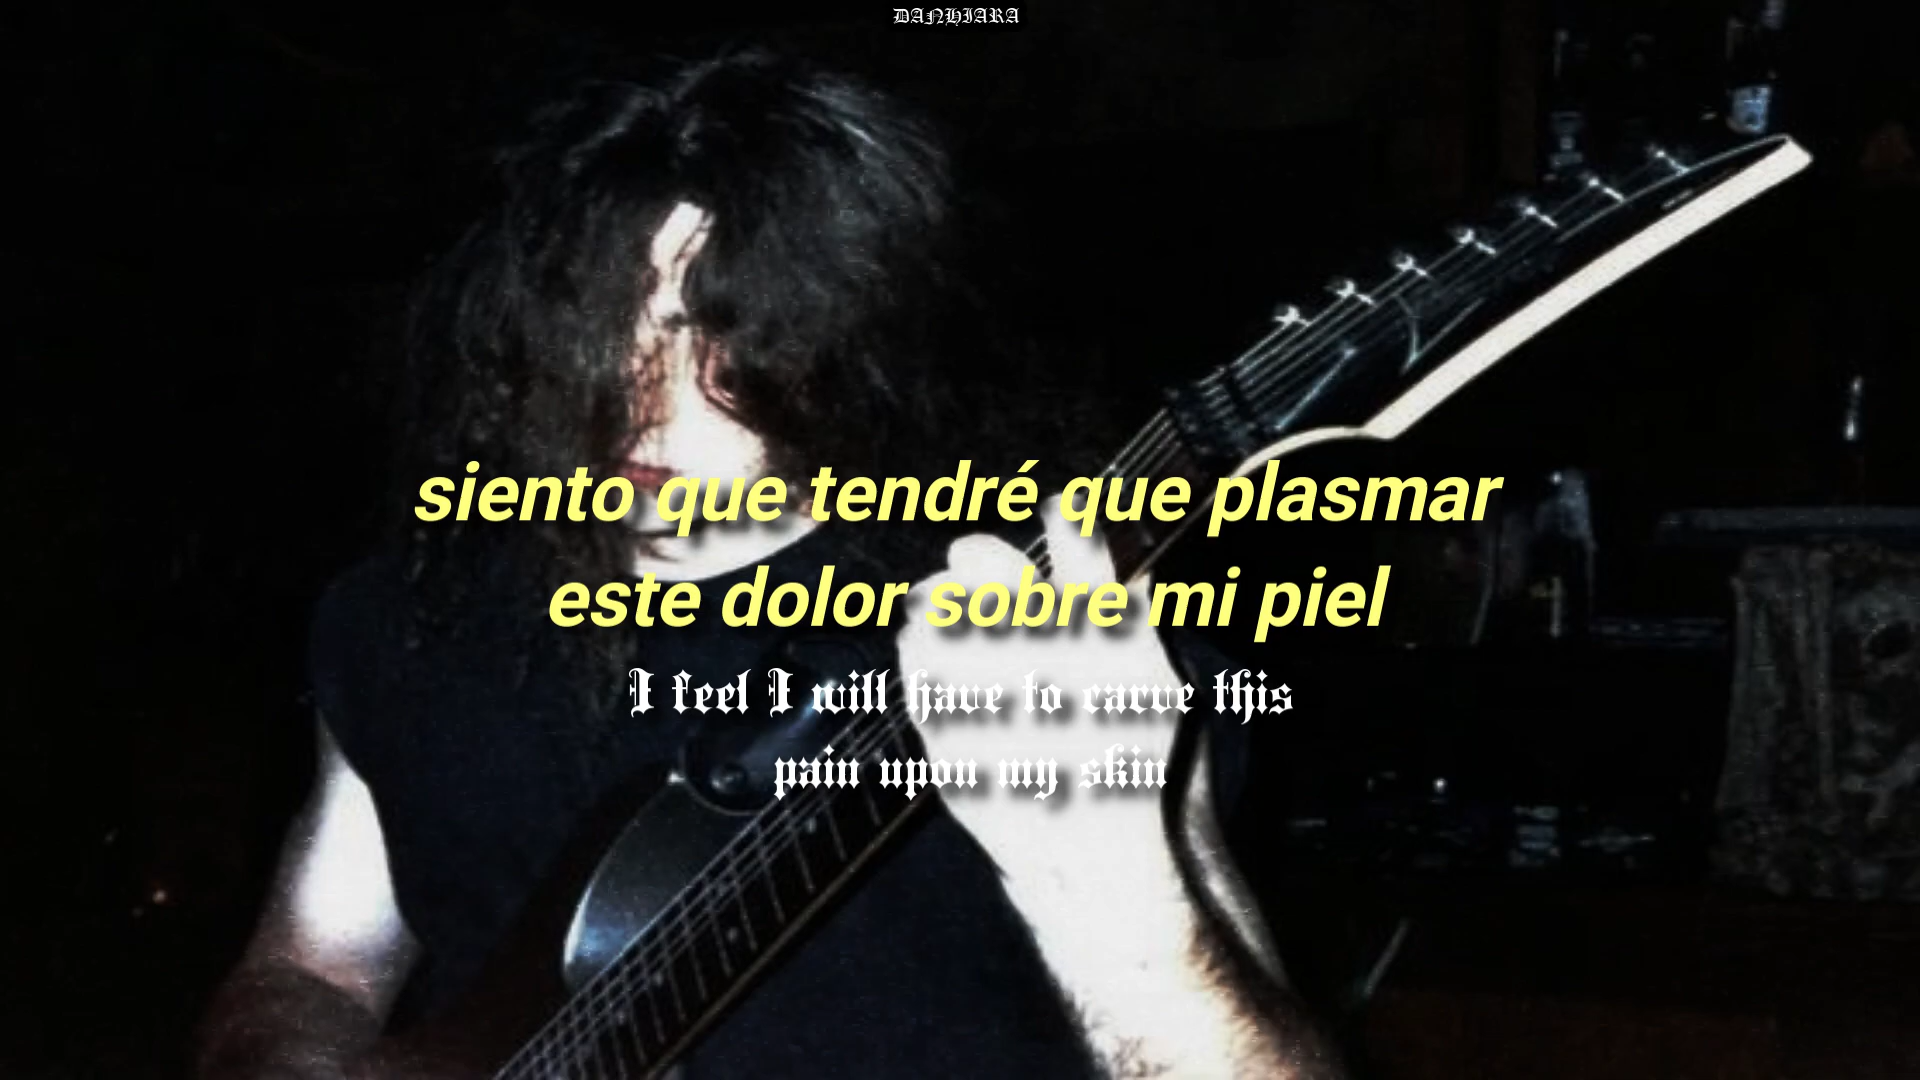 DANHIARA
siento que tendré que plasmar
este dolor sobre mi piel
I feel I will have to carve this
pain upon my skin